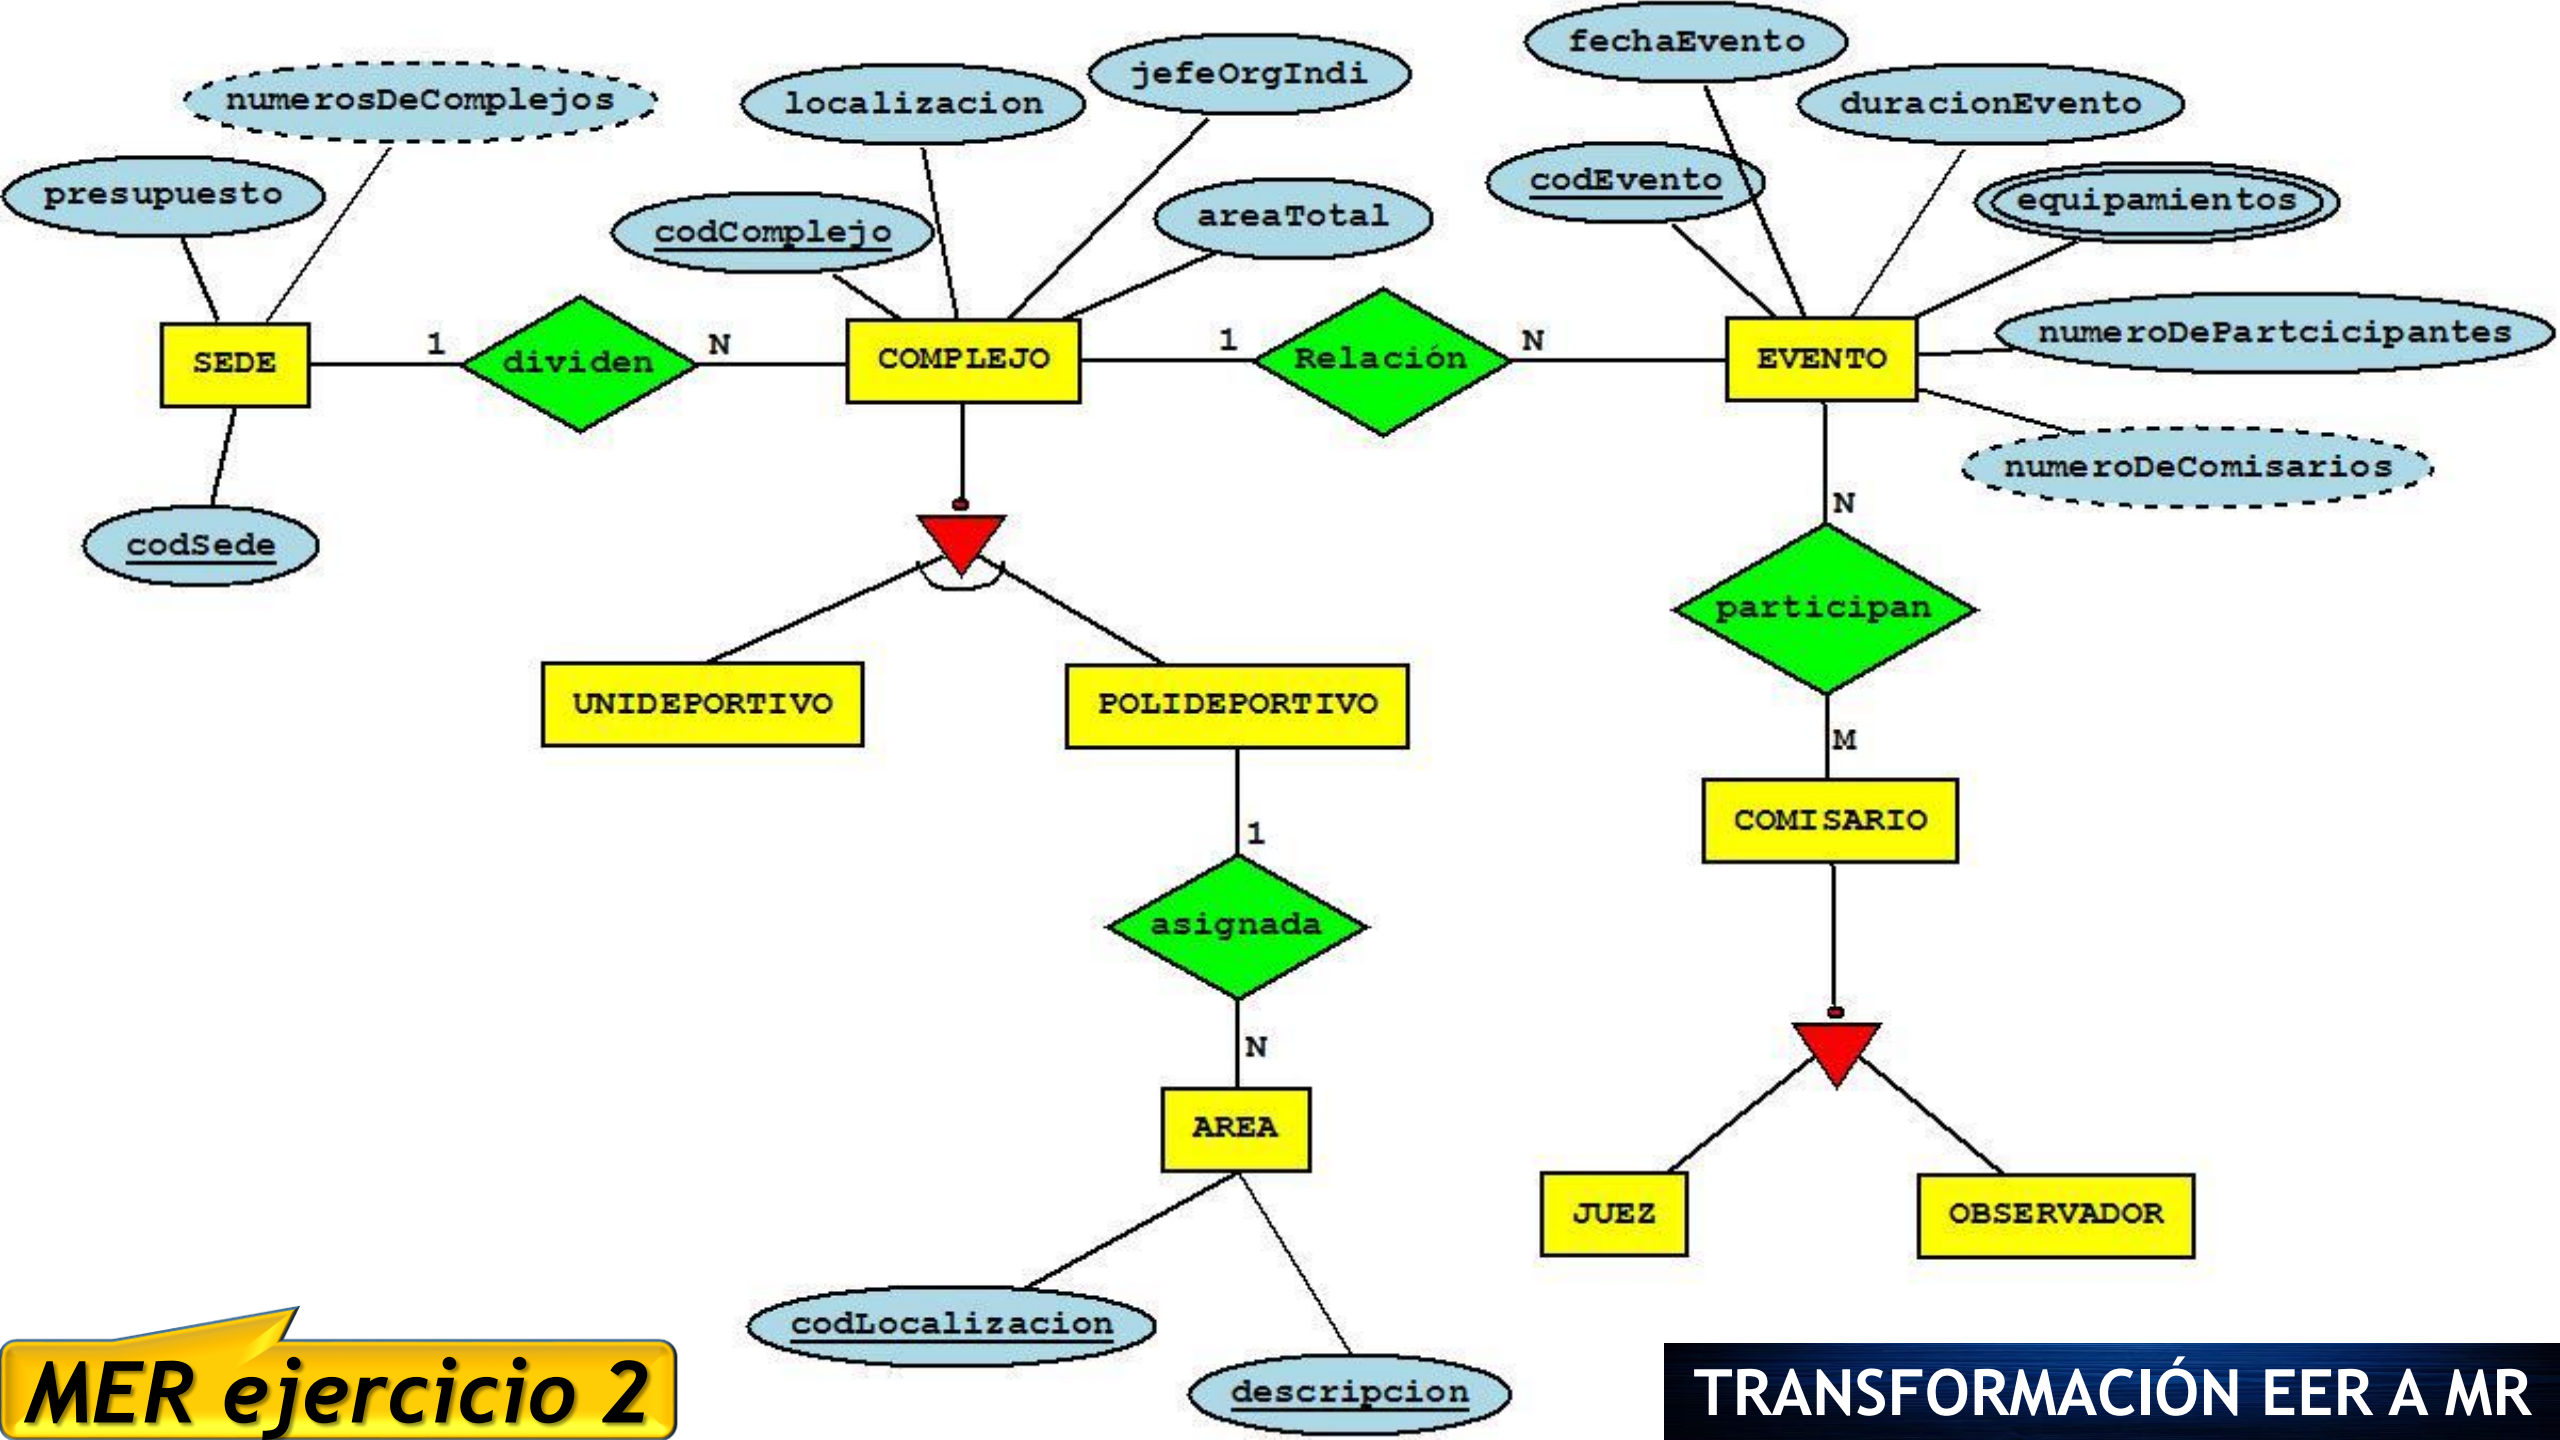 fechaEvento
jefeOrgIndi
numerosDeComplejos
localizacion
duracionEvento
presupuesto
codEvento
equipamientos
codComplejo
areaTotal
numeroDePartcicipantes
1
N
1
N
SEDE
dividen
COMPLEJO
Relación
EVENTO
numeroDeComisarios
N
codSede
participan
UNIDEPORTIVO
POLIDEPORTIVO
M
1
COMISARIO
asignada
N
AREA
JUEZ
OBSERVADOR
codLocalizacion
descripcion
MER ejercicio 2
TRANSFORMACIÓN EER A MR